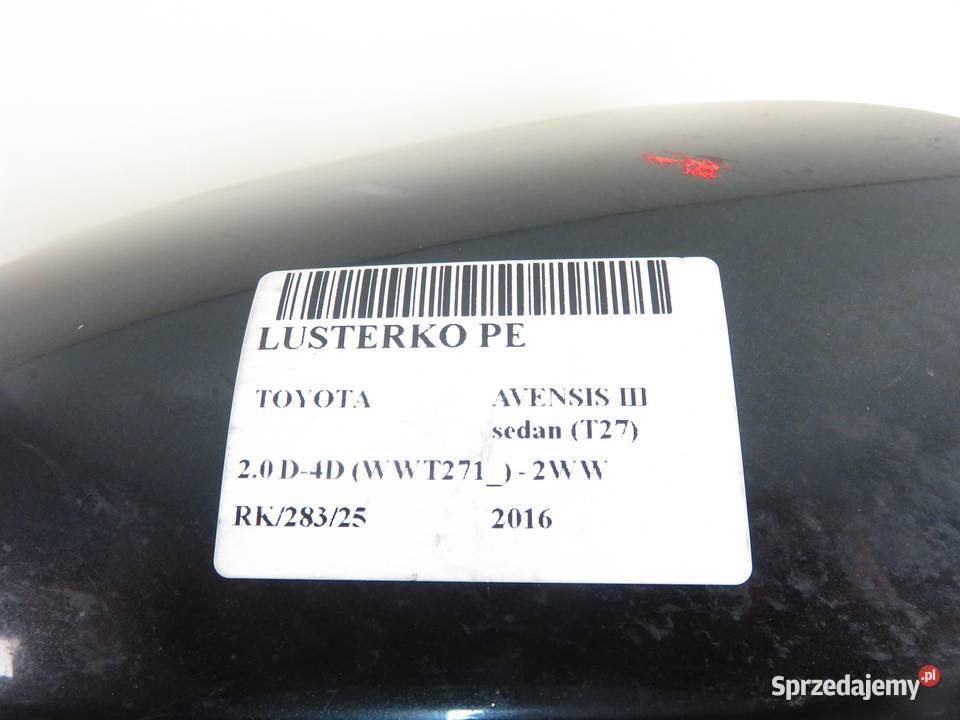 LUSTERKO PE
TOYOTA AVENSIS III
sedan (T27)
2.0 D-4D (WWT271_) - 2WW
RK/283/25 2016
Sprzedajemy.pl